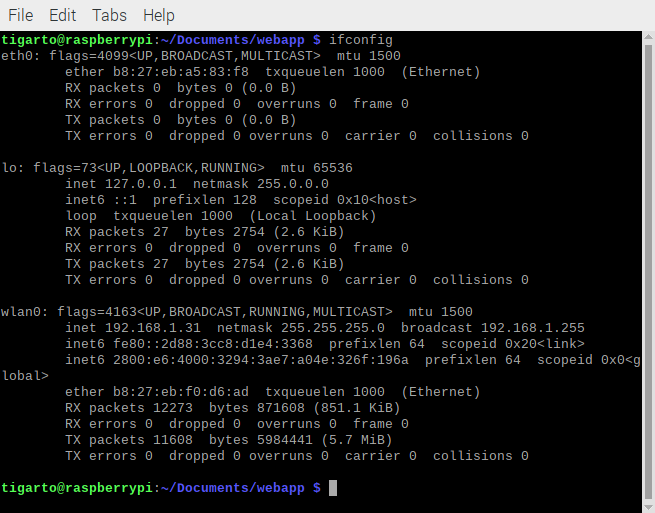 File Edit Tabs Help
tigarto@raspberrypi:~/Documents/webapp $ ifconfig
eth0: flags=4099<UP,BROADCAST,MULTICAST>  mtu 1500
        ether b8:27:eb:a5:83:f8  txqueuelen 1000  (Ethernet)
        RX packets 0  bytes 0 (0.0 B)
        RX errors 0  dropped 0  overruns 0  frame 0
        TX packets 0  bytes 0 (0.0 B)
        TX errors 0  dropped 0 overruns 0  carrier 0  collisions 0

lo: flags=73<UP,LOOPBACK,RUNNING>  mtu 65536
        inet 127.0.0.1  netmask 255.0.0.0
        inet6 ::1  prefixlen 128  scopeid 0x10<host>
        loop  txqueuelen 1000  (Local Loopback)
        RX packets 27  bytes 2754 (2.6 KiB)
        RX errors 0  dropped 0  overruns 0  frame 0
        TX packets 27  bytes 2754 (2.6 KiB)
        TX errors 0  dropped 0 overruns 0  carrier 0  collisions 0

wlan0: flags=4163<UP,BROADCAST,RUNNING,MULTICAST>  mtu 1500
        inet 192.168.1.31  netmask 255.255.255.0  broadcast 192.168.1.255
        inet6 fe80::2d88:3cc8:d1e4:3368  prefixlen 64  scopeid 0x20<link>
        inet6 2800:e6:4000:3294:3ae7:a04e:326f:196a  prefixlen 64  scopeid 0x0<g
lobal>
        ether b8:27:eb:f0:d6:ad  txqueuelen 1000  (Ethernet)
        RX packets 12273  bytes 871608 (851.1 KiB)
        RX errors 0  dropped 0  overruns 0  frame 0
        TX packets 11608  bytes 5984441 (5.7 MiB)
        TX errors 0  dropped 0 overruns 0  carrier 0  collisions 0

tigarto@raspberrypi:~/Documents/webapp $